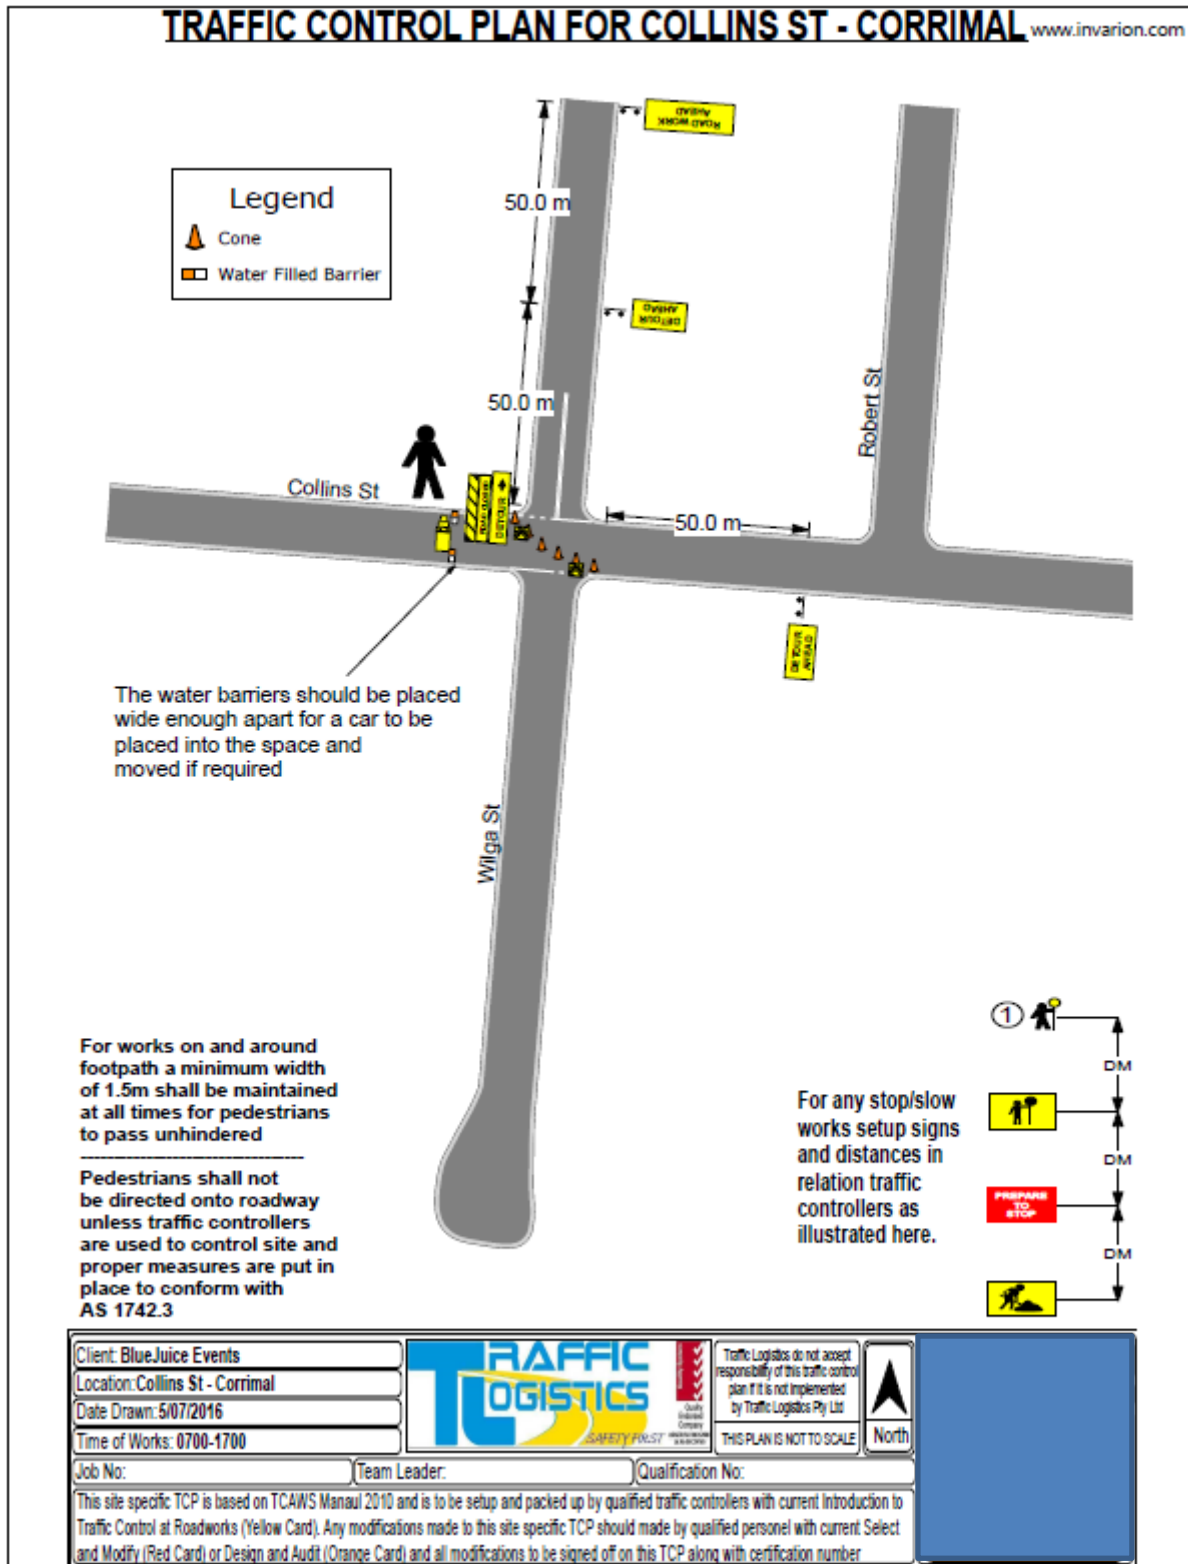 TRAFFIC CONTROL PLAN FOR COLLINS ST - CORRIMAL
www.invarion.com
ROAD WORK
AHEAD
Legend
Cone
Water Filled Barrier
50.0 m
DETOUR
AHEAD
50.0 m
Robert St
Collins St
ROAD CLOSED
DETOUR
50.0 m
DETOUR
AHEAD
The water barriers should be placed
wide enough apart for a car to be
placed into the space and
moved if required
Wilga St
For works on and around
footpath a minimum width
of 1.5m shall be maintained
at all times for pedestrians
to pass unhindered
Pedestrians shall not
be directed onto roadway
unless traffic controllers
are used to control site and
proper measures are put in
place to conform with
AS 1742.3
For any stop/slow
works setup signs
and distances in
relation traffic
controllers as
illustrated here.
1
DM
DM
PREPARE
TO
STOP
DM
Client: BlueJuice Events
Location: Collins St - Corrimal
Date Drawn: 5/07/2016
Time of Works: 0700-1700
TRAFFIC
LOGISTICS
SAFETY FIRST
Quality
Endorsed
Company
Traffic Logistics do not accept
responsibility of this traffic control
plan if it is not implemented
by Traffic Logistics Pty Ltd
THIS PLAN IS NOT TO SCALE
North
Job No:
Team Leader:
Qualification No:
This site specific TCP is based on TCAWS Manaul 2010 and is to be setup and packed up by qualified traffic controllers with current Introduction to
Traffic Control at Roadworks (Yellow Card). Any modifications made to this site specific TCP should made by qualified personel with current Select
and Modify (Red Card) or Design and Audit (Orange Card) and all modifications to be signed off on this TCP along with certification number